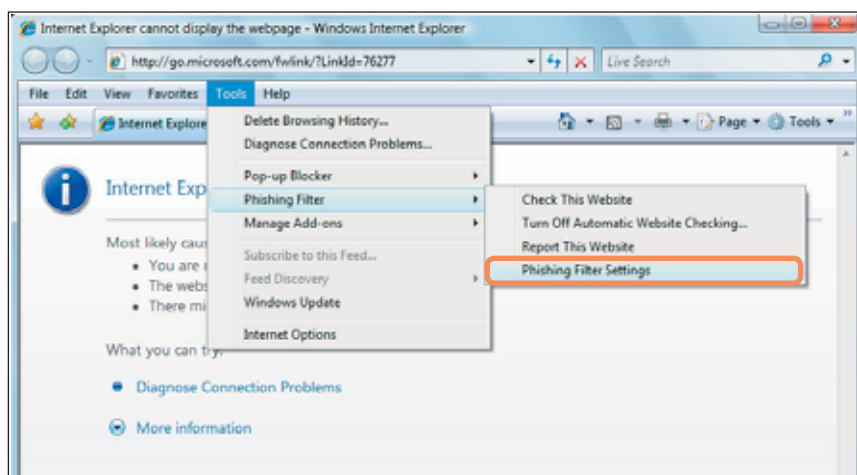 Internet Explorer cannot display the webpage - Windows Internet Explorer
http://go.microsoft.com/fwlink/?LinkId=76277
Live Search
File Edit View Favorites Tools Help
Internet Explore
Page Tools
Delete Browsing History...
Diagnose Connection Problems...
Pop-up Blocker
Phishing Filter
Manage Add-ons
Subscribe to this Feed...
Feed Discovery
Windows Update
Internet Options
Check This Website
Turn Off Automatic Website Checking...
Report This Website
Phishing Filter Settings
Internet Exp
Most likely cau
You are
The webs
There mi
What you can try:
Diagnose Connection Problems
More information